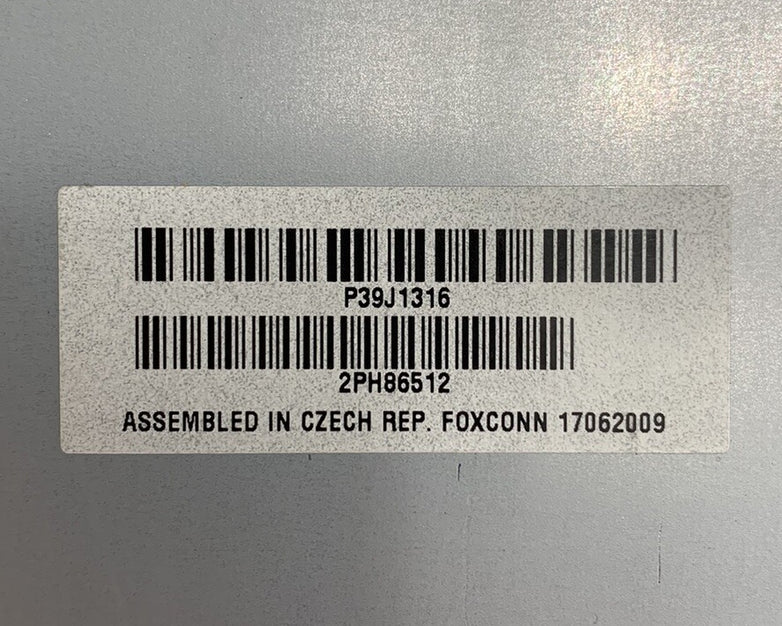 P39J1316
2PH86512
ASSEMBLED IN CZECH REP. FOXCONN 17062009